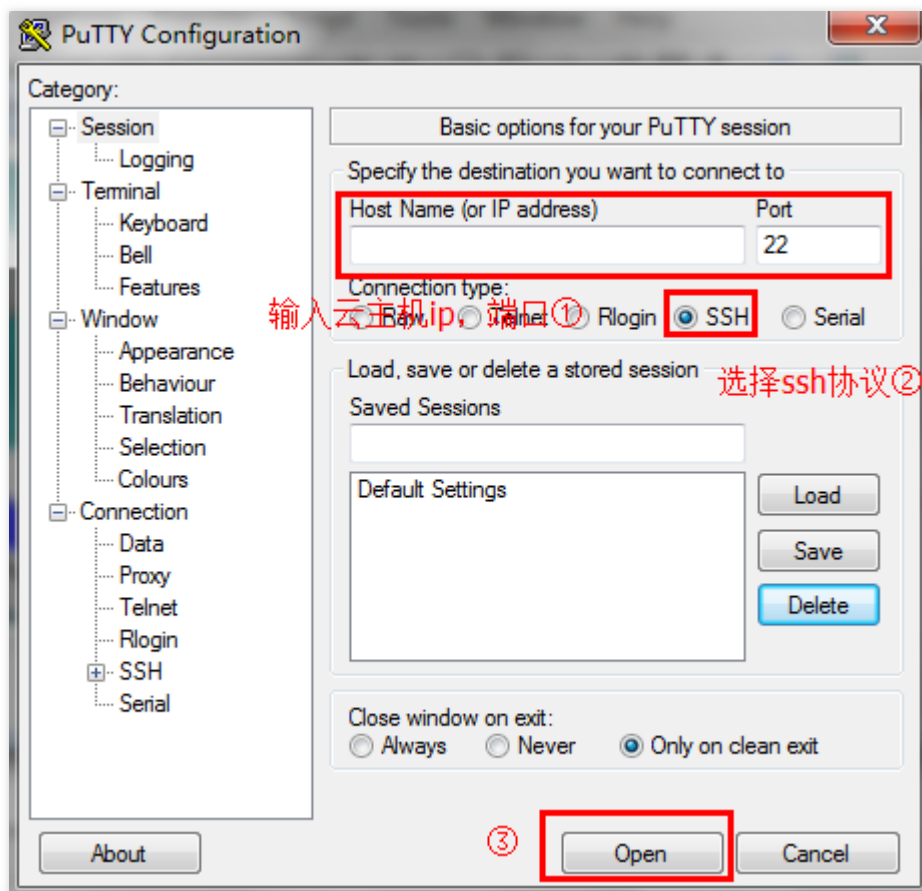 PuTTY Configuration
Category:
Session
Logging
Terminal
Keyboard
Bell
Features
Window
Appearance
Behaviour
Translation
Selection
Colours
Connection
Data
Proxy
Telnet
Rlogin
SSH
Serial
Basic options for your PuTTY session
Specify the destination you want to connect to
Host Name (or IP address) Port
22
Connection type:
Raw Telnet Rlogin SSH Serial
输入云主机ip，端口①
选择ssh协议②
Load, save or delete a stored session
Saved Sessions
Default Settings
Load
Save
Delete
Close window on exit:
Always Never Only on clean exit
③
About Open Cancel